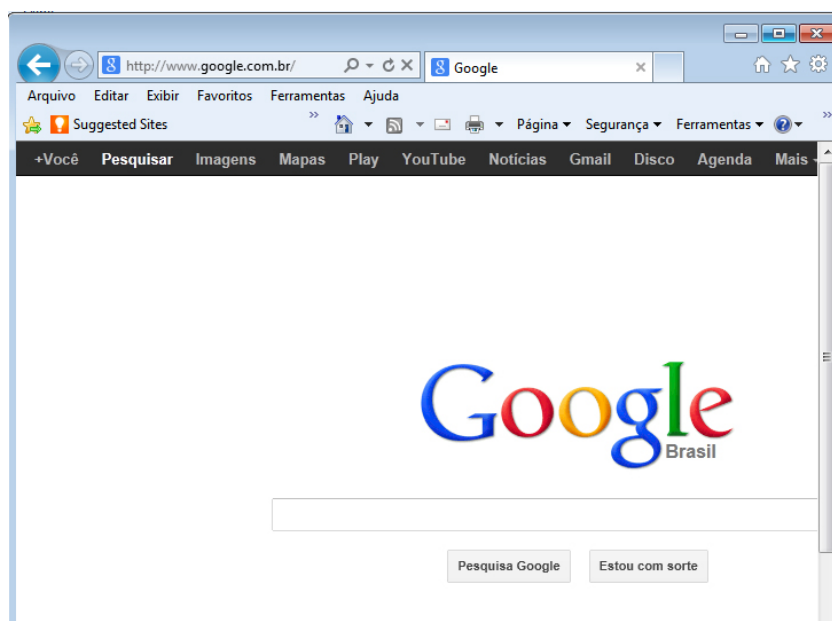 http://www.google.com.br/ Google
Arquivo Editar Exibir Favoritos Ferramentas Ajuda
Suggested Sites Página Segurança Ferramentas
+Você Pesquisar Imagens Mapas Play YouTube Notícias Gmail Disco Agenda Mais
Google
Brasil
Pesquisa Google Estou com sorte